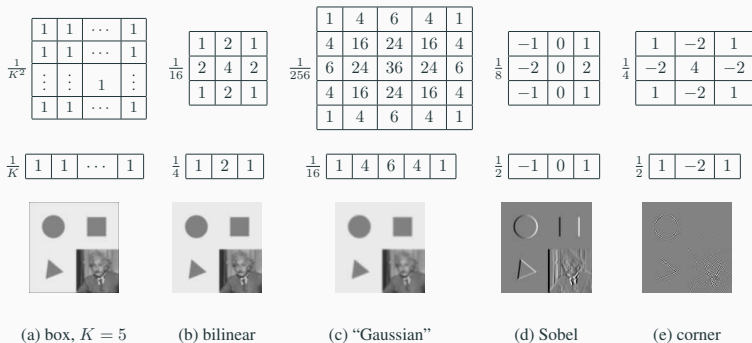 1/K² 1 1 ⋯ 1
1 1 ⋯ 1
⋮ ⋮ 1 ⋮
1 1 ⋯ 1
1/16 1 2 1
2 4 2
1 2 1
1/256 1 4 6 4 1
4 16 24 16 4
6 24 36 24 6
4 16 24 16 4
1 4 6 4 1
1/8 −1 0 1
−2 0 2
−1 0 1
1/4 1 −2 1
−2 4 −2
1 −2 1
1/K 1 1 ⋯ 1
1/4 1 2 1
1/16 1 4 6 4 1
1/2 −1 0 1
1/2 1 −2 1
(a) box, K = 5
(b) bilinear
(c) “Gaussian”
(d) Sobel
(e) corner